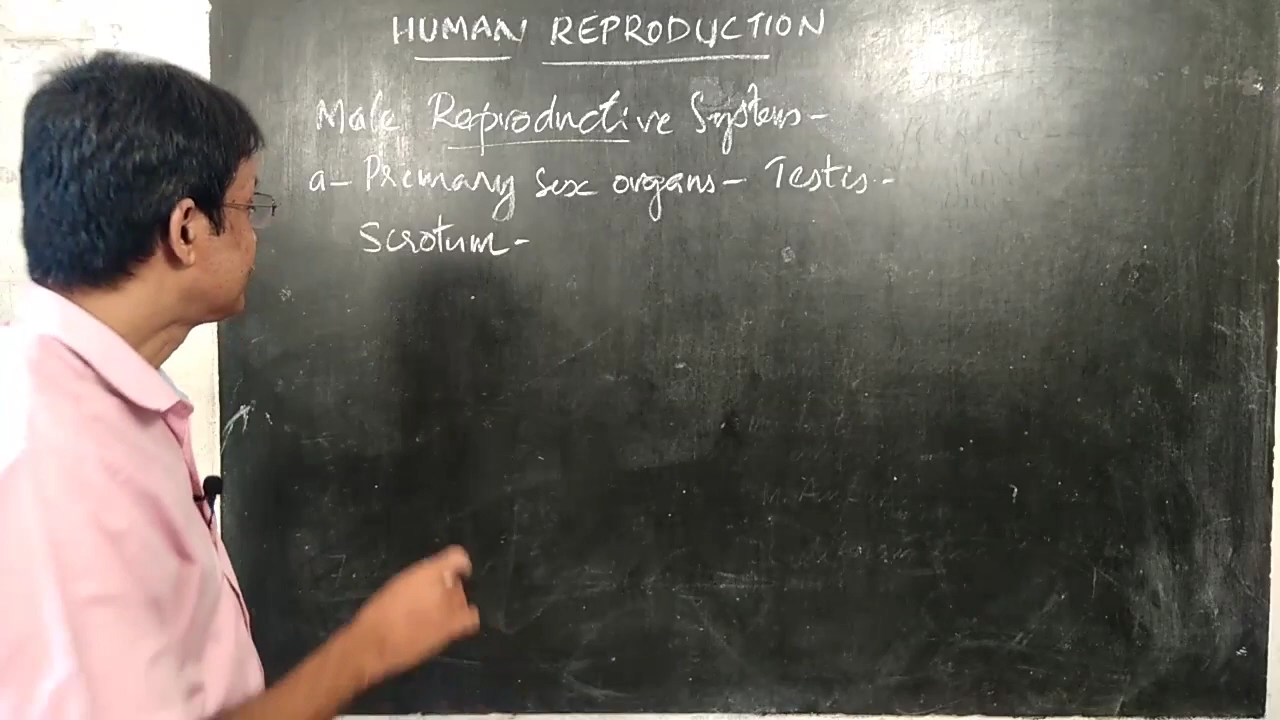 HUMAN REPRODUCTION
Male Reproductive System-
a- Primary Sex organs- Testis.-
Scrotum-